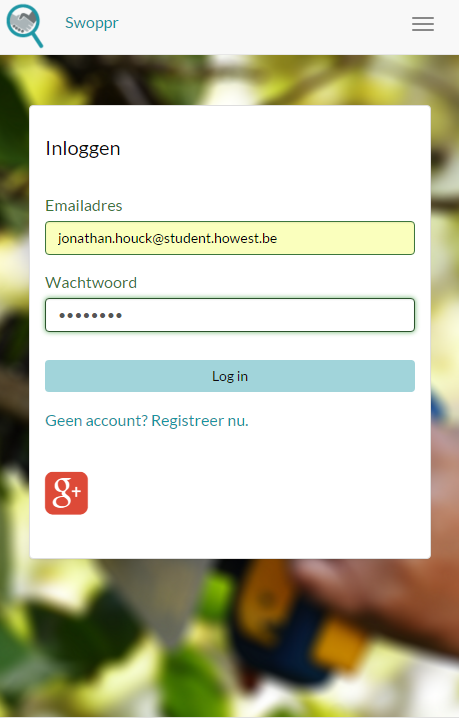 Swoppr
Inloggen
Emailadres
jonathan.houck@student.howest.be
Wachtwoord
••••••••
Log in
Geen account? Registreer nu.
g+